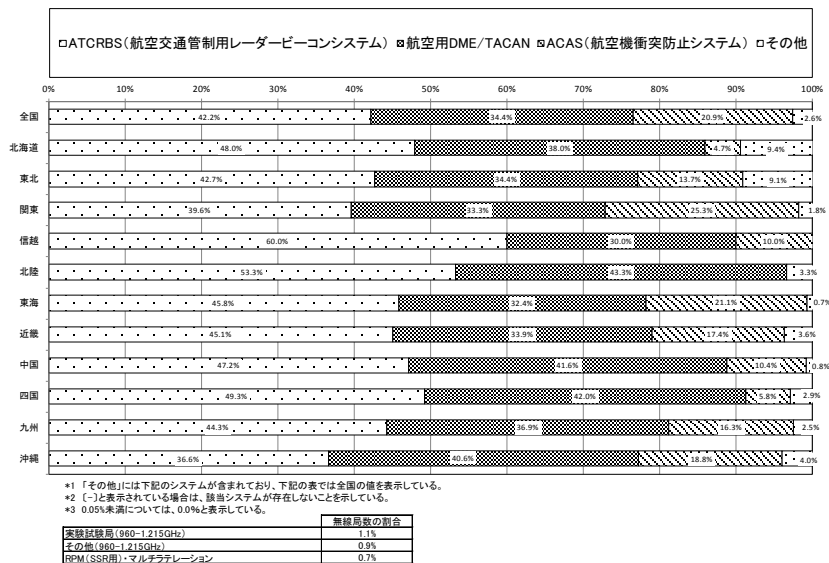 □ATCRBS(航空交通管制用レーダービーコンシステム) ▩航空用DME/TACAN ▧ACAS(航空機衝突防止システム) □その他
0% 10% 20% 30% 40% 50% 60% 70% 80% 90% 100%
全国 42.2% 34.4% 20.9% 2.6%
北海道 48.0% 38.0% 4.7% 9.4%
東北 42.7% 34.4% 13.7% 9.1%
関東 39.6% 33.3% 25.3% 1.8%
信越 60.0% 30.0% 10.0%
北陸 53.3% 43.3% 3.3%
東海 45.8% 32.4% 21.1% 0.7%
近畿 45.1% 33.9% 17.4% 3.6%
中国 47.2% 41.6% 10.4% 0.8%
四国 49.3% 42.0% 5.8% 2.9%
九州 44.3% 36.9% 16.3% 2.5%
沖縄 36.6% 40.6% 18.8% 4.0%
*1 「その他」には下記のシステムが含まれており、下記の表では全国の値を表示している。
*2 [-]と表示されている場合は、該当システムが存在しないことを示している。
*3 0.05%未満については、0.0%と表示している。
無線局数の割合
実験試験局(960-1.215GHz) 1.1%
その他(960-1.215GHz) 0.9%
RPM(SSR用)・マルチラテレーション 0.7%